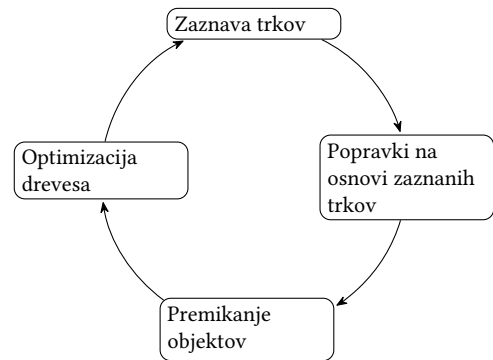 Zaznava trkov
Optimizacija
drevesa
Popravki na
osnovi zaznanih
trkov
Premikanje
objektov